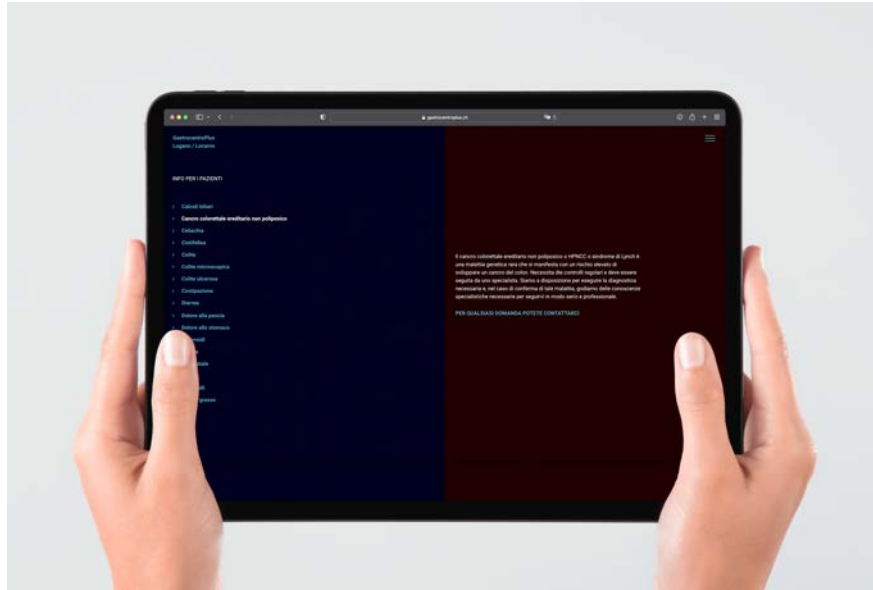 gastrocentroplus.ch
GastrocentroPlus
Lugano / Locarno
INFO PER I PAZIENTI
Calcoli biliari
Cancro colorettale ereditario non poliposico
Celiachia
Cistifellea
Colite
Colite microscopica
Colite ulcerosa
Costipazione
Diarrea
Dolore alla pancia
Dolore allo stomaco
Il cancro colorettale ereditario non poliposico o HPNCC o sindrome di Lynch è
una malattia genetica rara che si manifesta con un rischio elevato di
sviluppare un cancro del colon. Necessita dei controlli regolari e deve essere
seguita da uno specialista. Siamo a disposizione per eseguire la diagnostica
necessaria e, nel caso di conferma di tale malattia, godiamo delle conoscenze
specialistiche necessarie per seguirvi in modo serio e professionale.
PER QUALSIASI DOMANDA POTETE CONTATTARCI